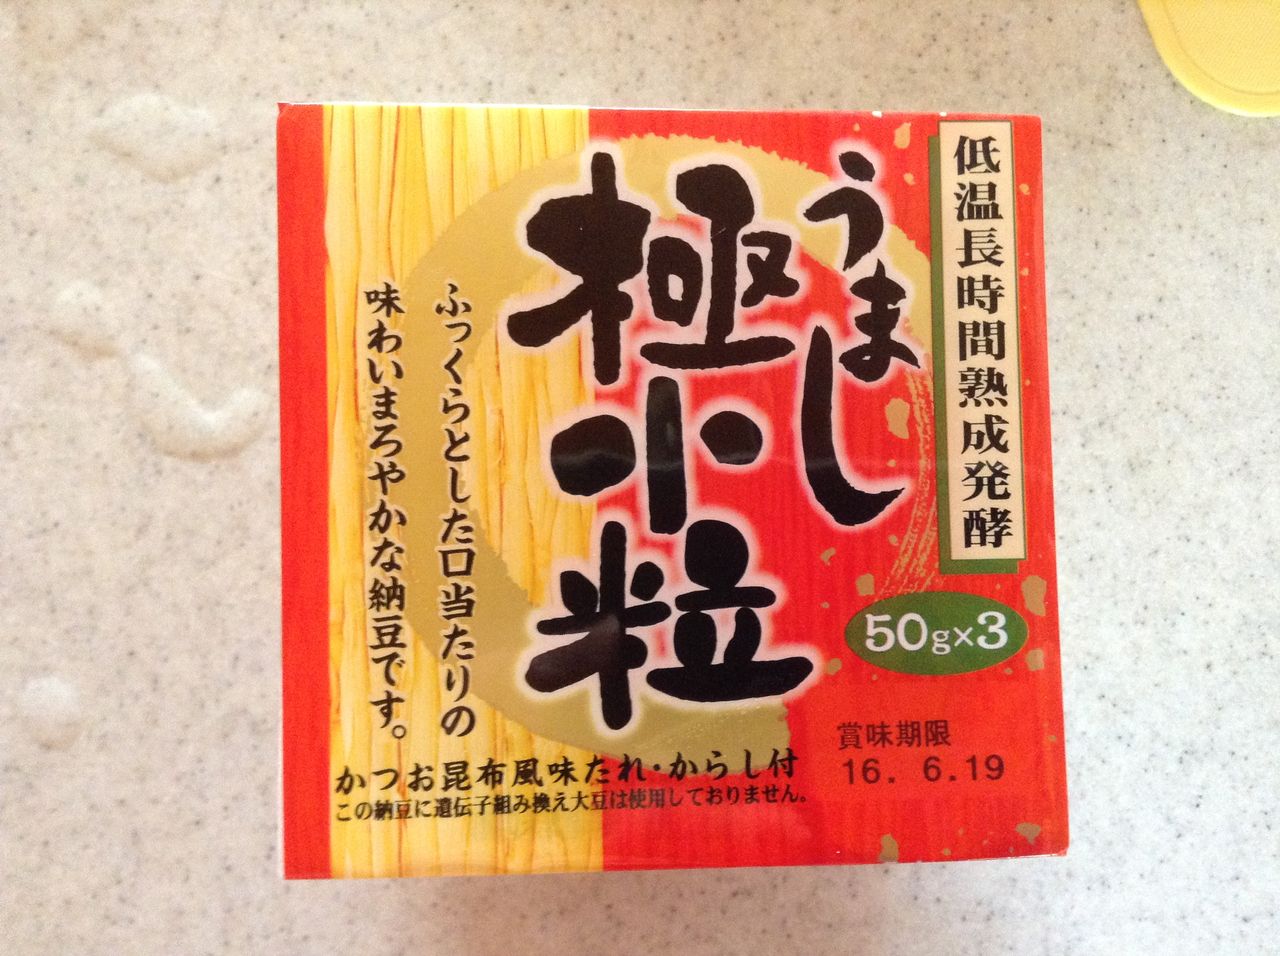 低温長時間熟成発酵
うまし
極小粒
50g×3
ふっくらとした口当たりの
味わいまろやかな納豆です。
かつお昆布風味たれ・からし付
この納豆に遺伝子組み換え大豆は使用しておりません。
賞味期限
16. 6.19